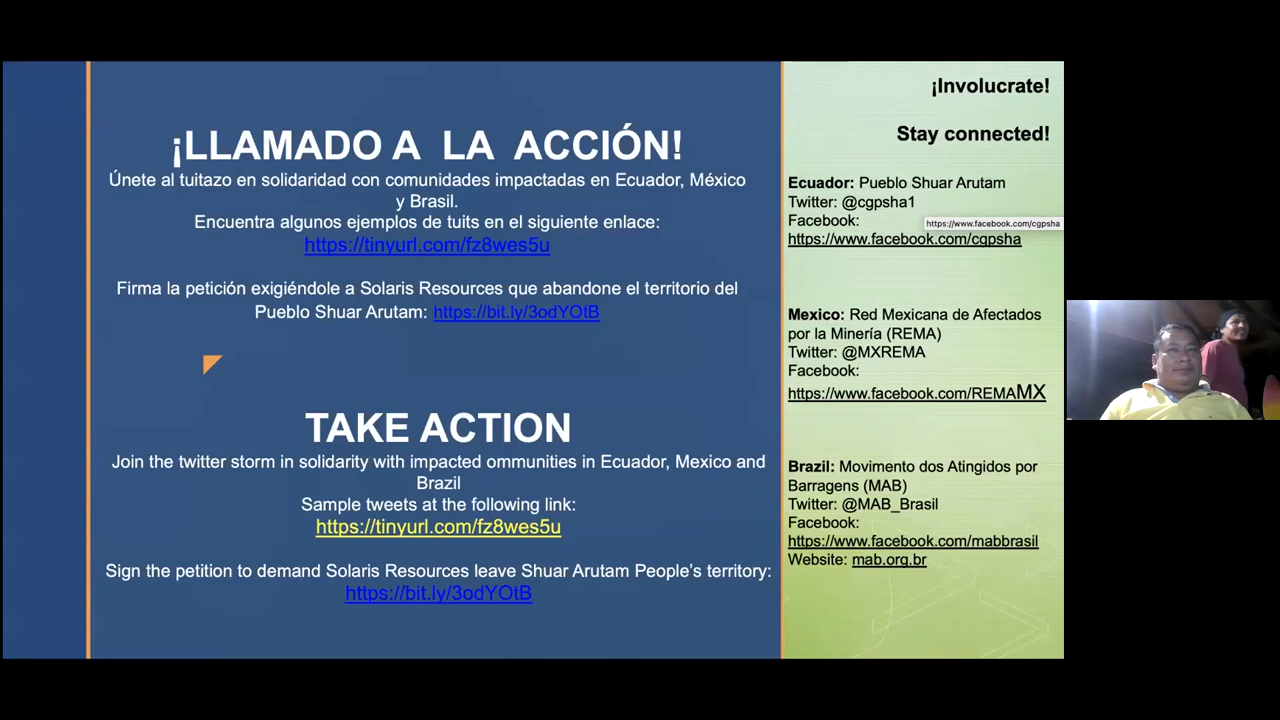 ¡LLAMADO A LA ACCIÓN!
Únete al tuitazo en solidaridad con comunidades impactadas en Ecuador, México
y Brasil.
Encuentra algunos ejemplos de tuits en el siguiente enlace:
https://tinyurl.com/fz8wes5u
Firma la petición exigiéndole a Solaris Resources que abandone el territorio del
Pueblo Shuar Arutam: https://bit.ly/3odYOtB
TAKE ACTION
Join the twitter storm in solidarity with impacted ommunities in Ecuador, Mexico and
Brazil
Sample tweets at the following link:
https://tinyurl.com/fz8wes5u
Sign the petition to demand Solaris Resources leave Shuar Arutam People’s territory:
https://bit.ly/3odYOtB
¡Involucrate!
Stay connected!
Ecuador: Pueblo Shuar Arutam
Twitter: @cgpsha1
Facebook:
https://www.facebook.com/cgpsha
https://www.facebook.com/cgpsha
Mexico: Red Mexicana de Afectados
por la Minería (REMA)
Twitter: @MXREMA
Facebook:
https://www.facebook.com/REMAMX
Brazil: Movimento dos Atingidos por
Barragens (MAB)
Twitter: @MAB_Brasil
Facebook:
https://www.facebook.com/mabbrasil
Website: mab.org.br